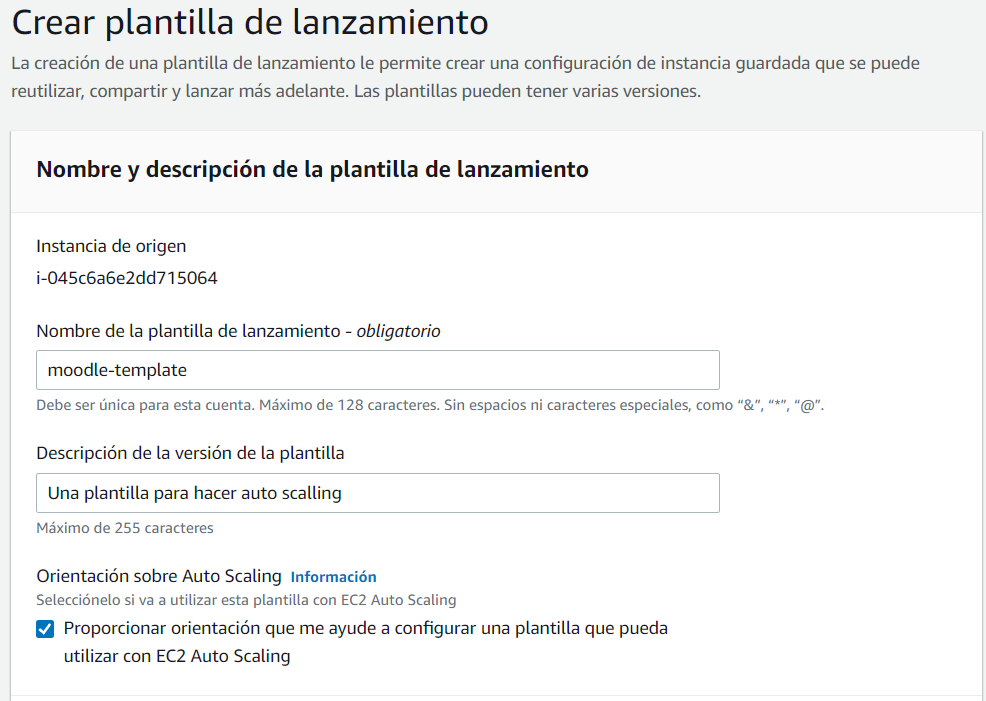 Crear plantilla de lanzamiento
La creación de una plantilla de lanzamiento le permite crear una configuración de instancia guardada que se puede
reutilizar, compartir y lanzar más adelante. Las plantillas pueden tener varias versiones.
Nombre y descripción de la plantilla de lanzamiento
Instancia de origen
i-045c6a6e2dd715064
Nombre de la plantilla de lanzamiento - obligatorio
moodle-template
Debe ser única para esta cuenta. Máximo de 128 caracteres. Sin espacios ni caracteres especiales, como “&”, “*”, “@”.
Descripción de la versión de la plantilla
Una plantilla para hacer auto scalling
Máximo de 255 caracteres
Orientación sobre Auto Scaling Información
Selecciónelo si va a utilizar esta plantilla con EC2 Auto Scaling
Proporcionar orientación que me ayude a configurar una plantilla que pueda
utilizar con EC2 Auto Scaling